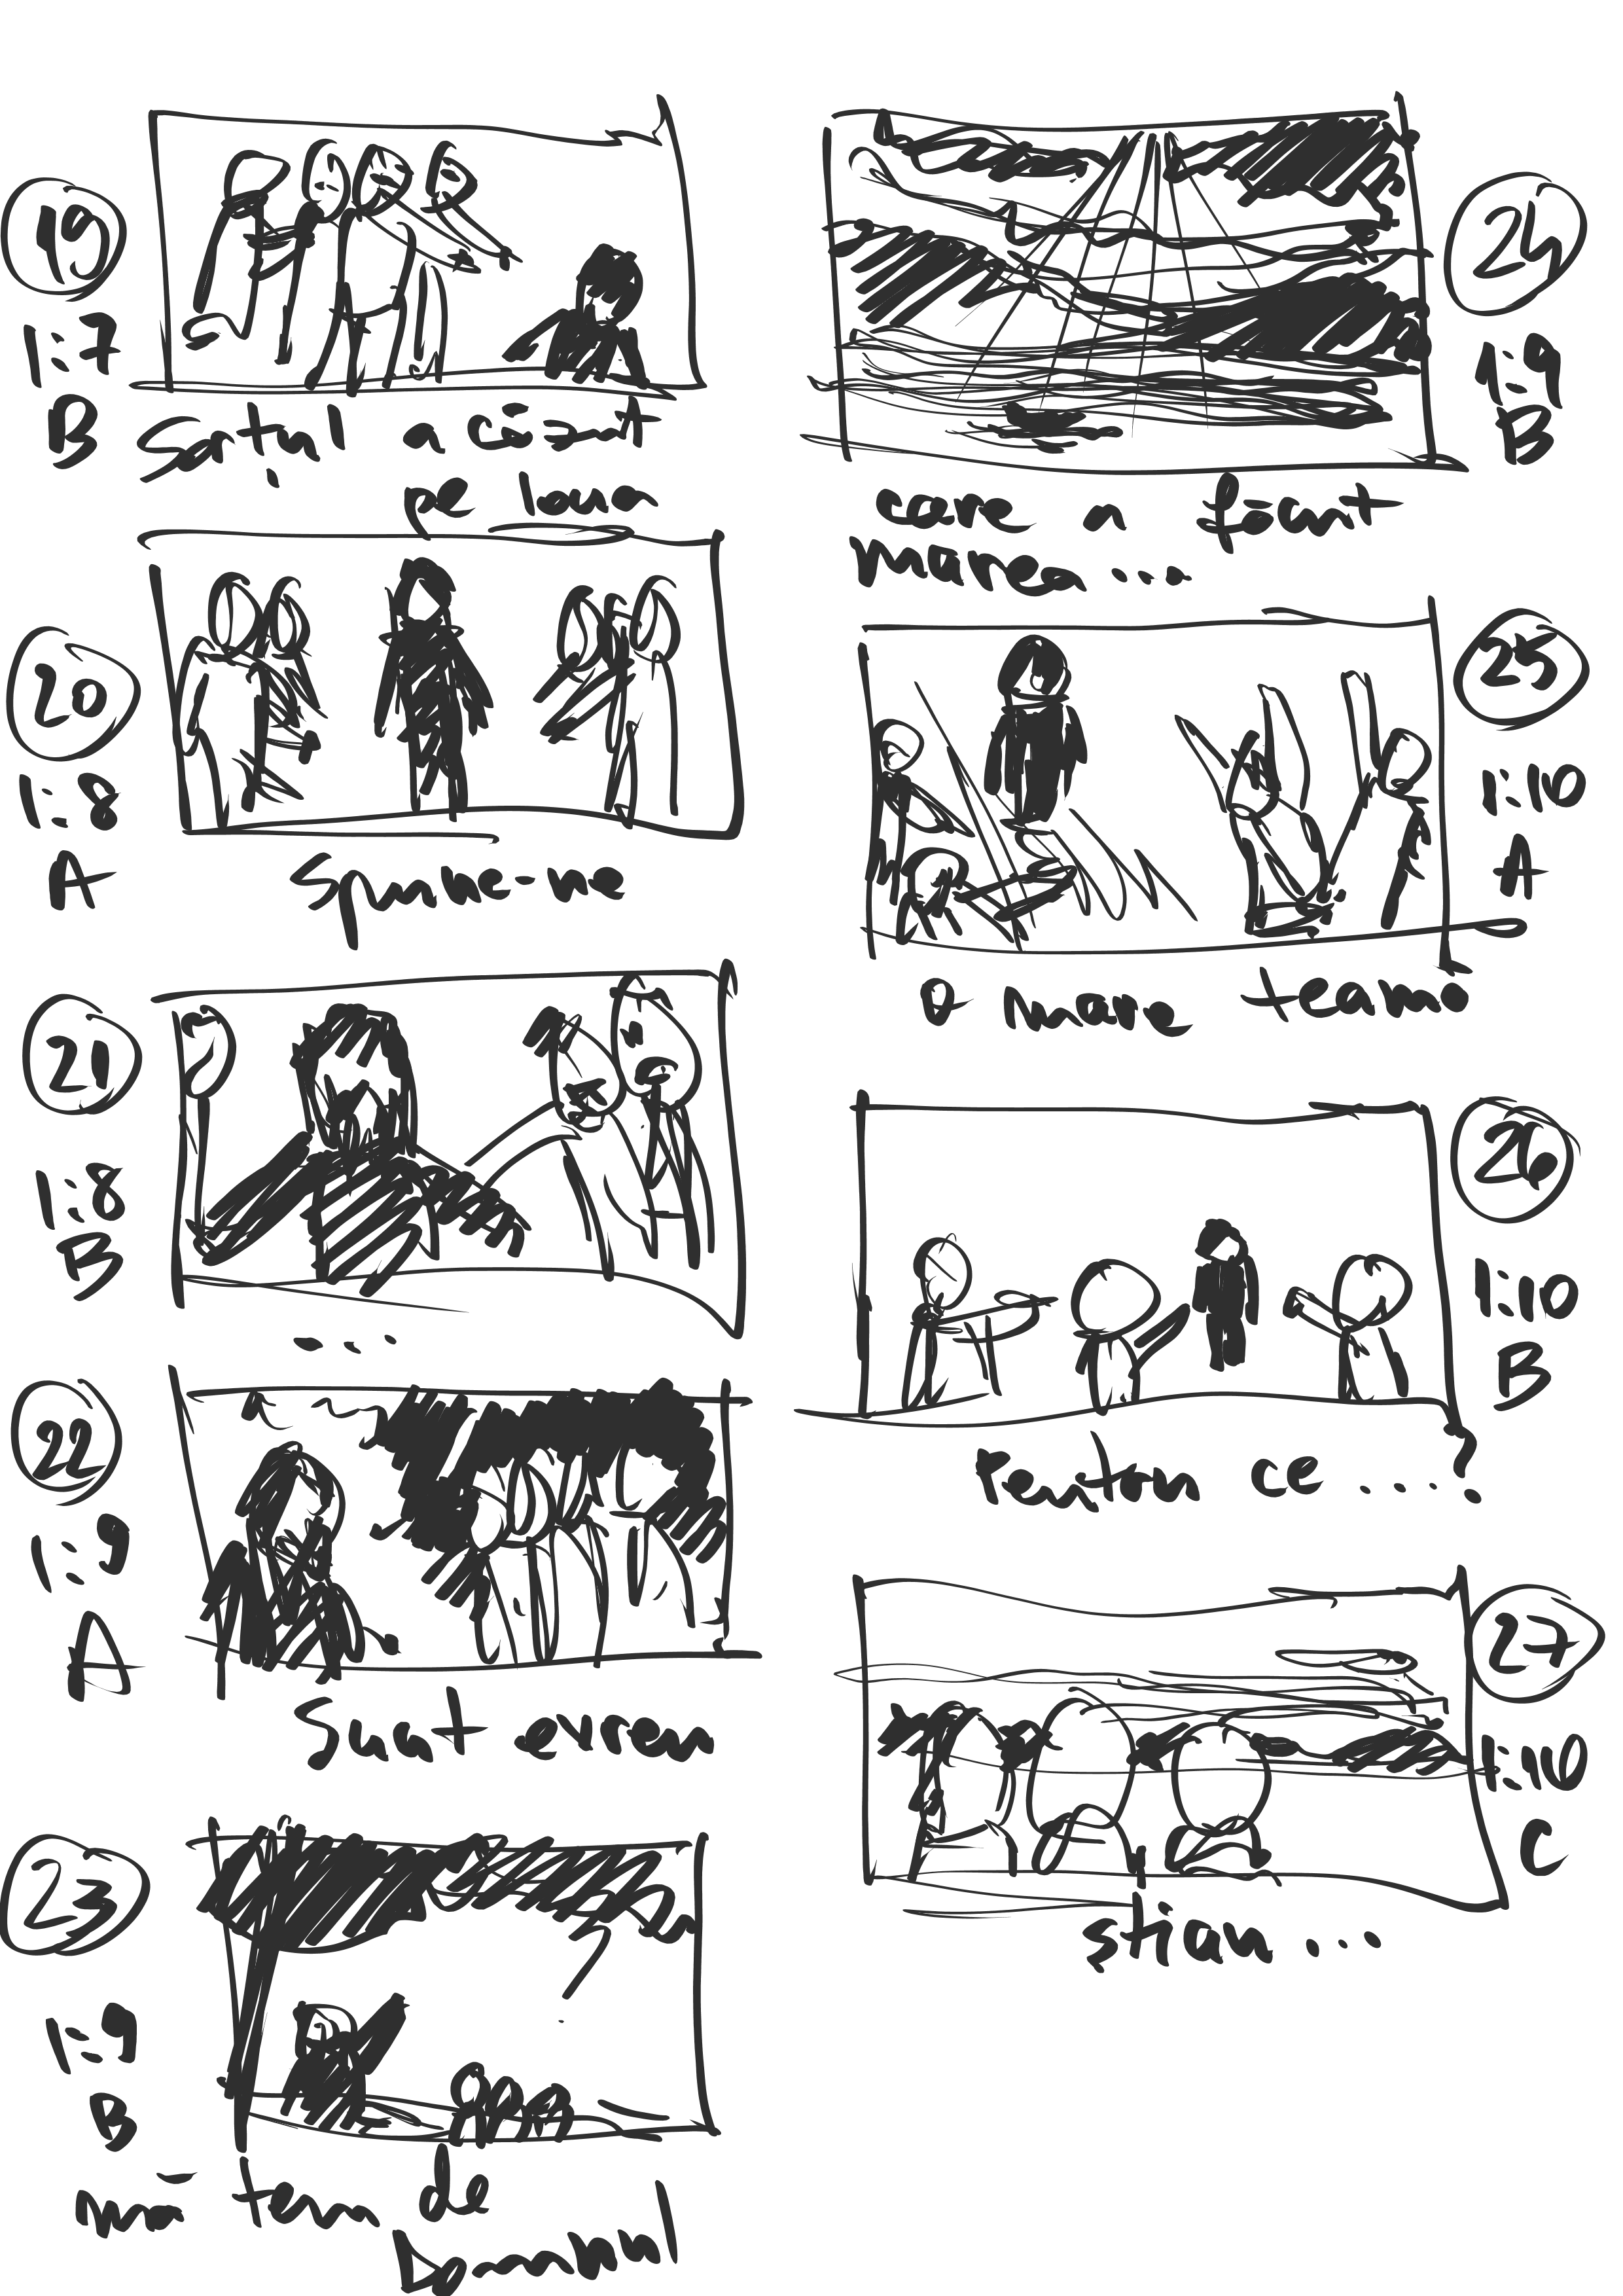 19
1:7
B
Sorțul a căzut
pe Iona
20
1:8
A
Spune-ne
21
1:8
B
...
22
1:9
A
Sunt evreu
23
1:9
B
mă tem de
Domnul
24
1:9
B
care a făcut
marea...
25
1:10
A
O mare teamă
26
1:10
B
Pentru ce....?
27
1:10
C
știau...